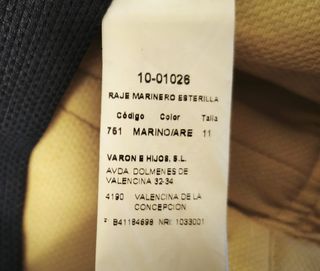 10-01026
RAJE MARINERO ESTERILLA
Código Color Talla
761 MARINO/ARE 11
VARON E HIJOS, S.L.
AVDA. DOLMENES DE
VALENCINA 32-34
4190 VALENCINA DE LA
CONCEPCION
B41184698 NRI: 1033001